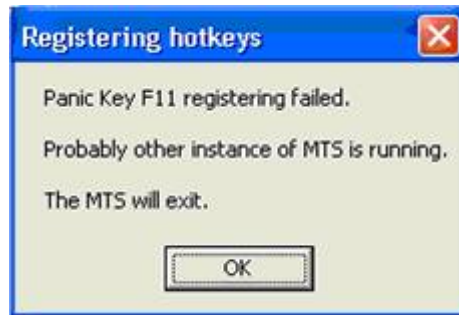 Registering hotkeys
Panic Key F11 registering failed.
Probably other instance of MTS is running.
The MTS will exit.
OK